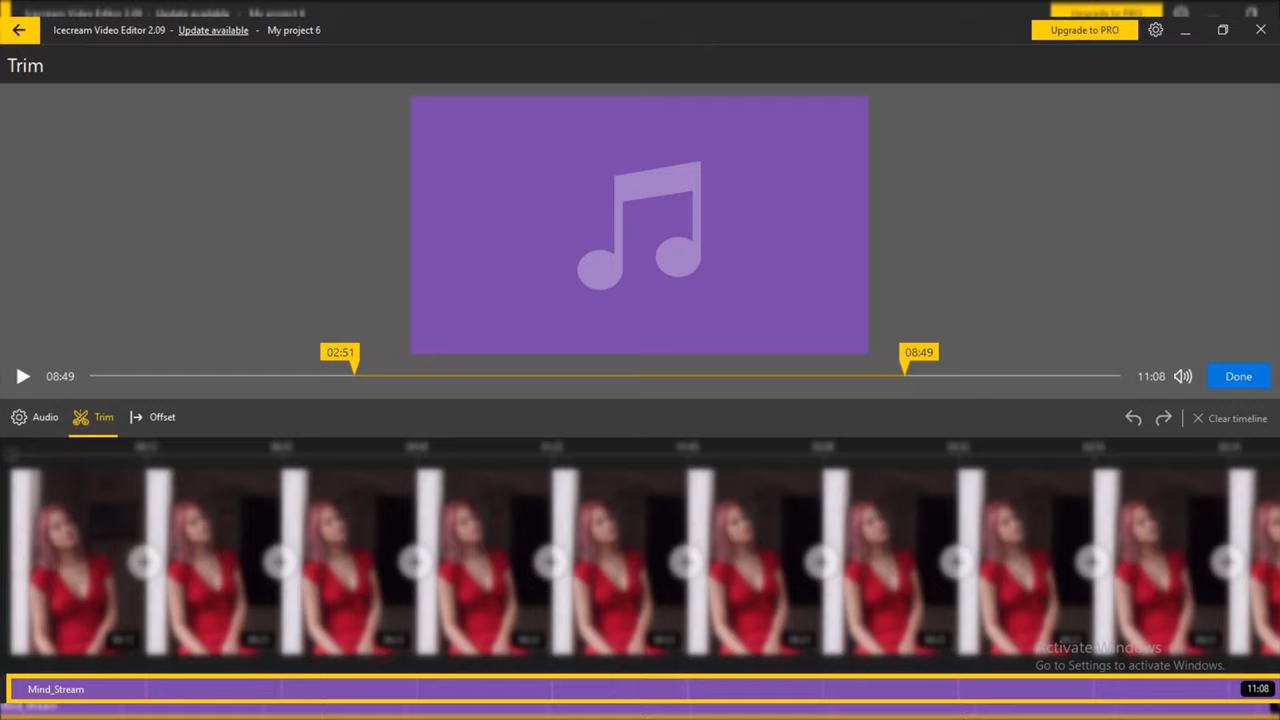 Icecream Video Editor 2.09 - Update available - My project 6
Upgrade to PRO
Trim
02:51
08:49
08:49
11:08
Done
Audio
Trim
Offset
Clear timeline
Activate Windows
Go to Settings to activate Windows.
Mind_Stream
11:08